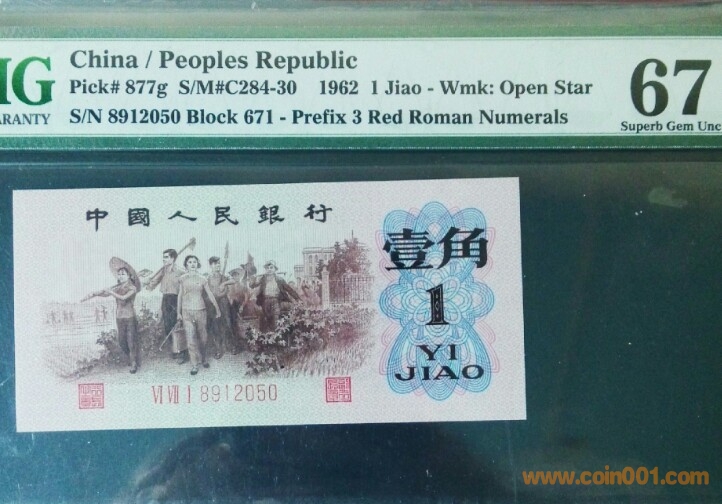 MG
China / Peoples Republic
Pick# 877g S/M#C284-30 1962 1 Jiao - Wmk: Open Star
ARANTY
S/N 8912050 Block 671 - Prefix 3 Red Roman Numerals
67
Superb Gem Unc
中國人民銀行
壹角
1
YI
JIAO
VI VII I 8912050
www.coin001.com